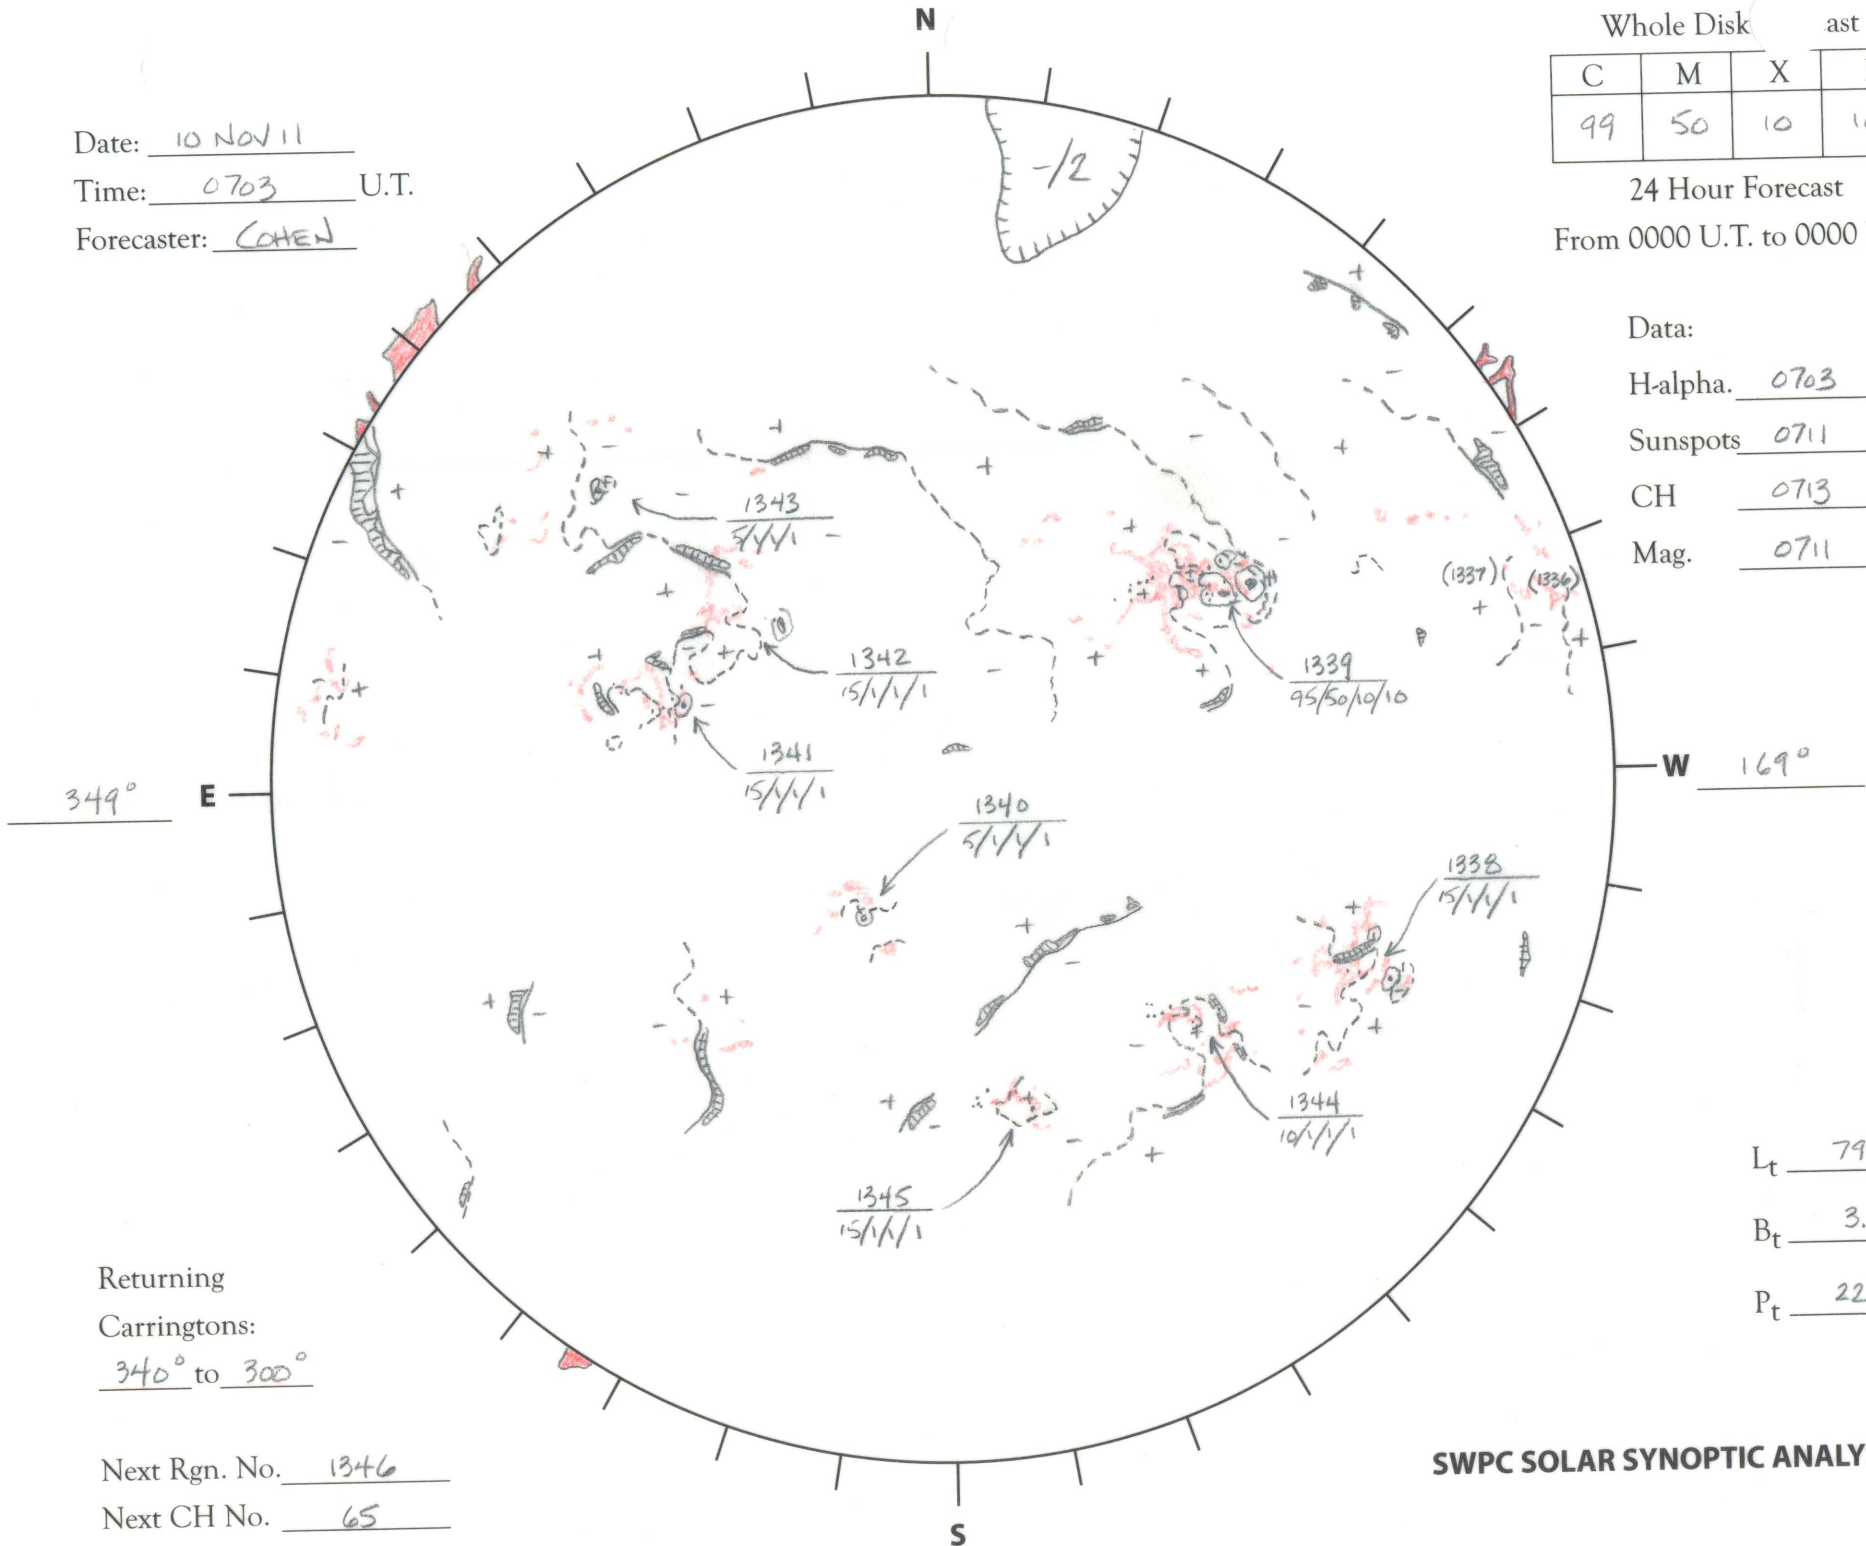 N
Whole Disk ast
C M X
99 50 10
24 Hour Forecast
From 0000 U.T. to 0000
Date: 10 NOV 11
Time: 0703 U.T.
Forecaster: COHEN
-/2
Data:
H-alpha. 0703
Sunspots 0711
CH 0713
Mag. 0711
1343
5/1/1/1
1342
15/1/1/1
1341
15/1/1/1
1339
95/50/10/10
(1337)
(1336)
349° E
W 169°
1340
5/1/1/1
1338
15/1/1/1
1344
10/1/1/1
1345
15/1/1/1
Lt 79
Bt 3.
Pt 22
Returning
Carringtons:
340° to 300°
Next Rgn. No. 1346
Next CH No. 65
SWPC SOLAR SYNOPTIC ANALY
S